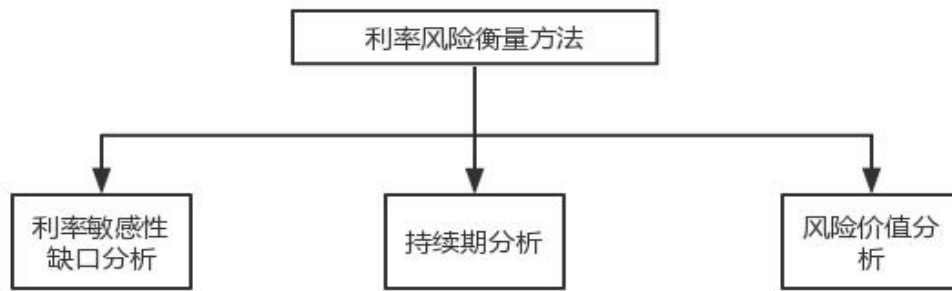 利率风险衡量方法
利率敏感性
缺口分析
持续期分析
风险价值分
析